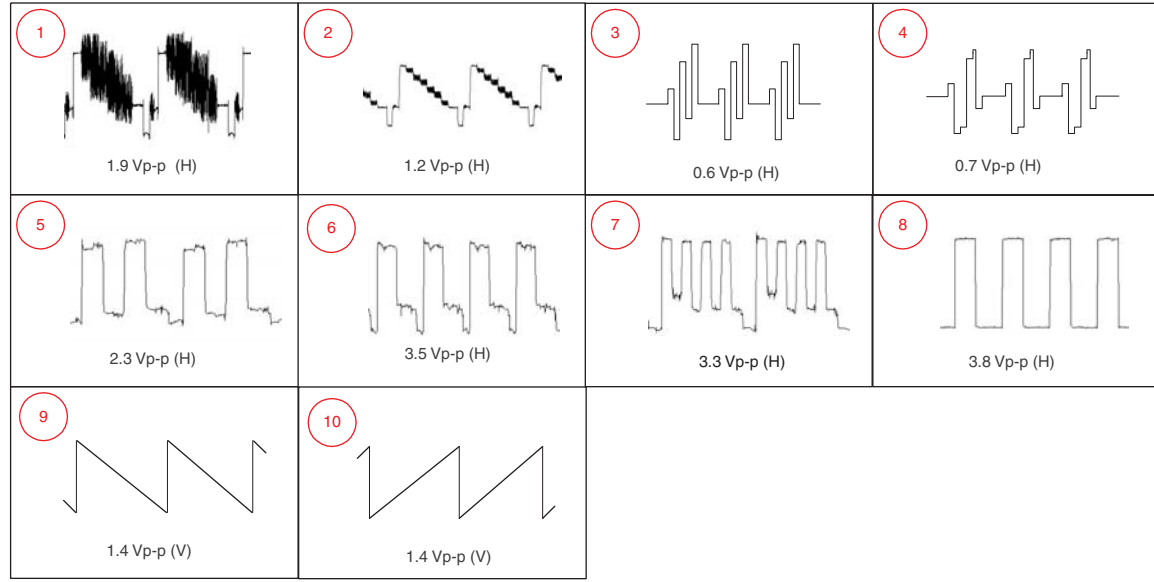 1
2
3
4
1.9 Vp-p (H)
1.2 Vp-p (H)
0.6 Vp-p (H)
0.7 Vp-p (H)
5
6
7
8
2.3 Vp-p (H)
3.5 Vp-p (H)
3.3 Vp-p (H)
3.8 Vp-p (H)
9
10
1.4 Vp-p (V)
1.4 Vp-p (V)